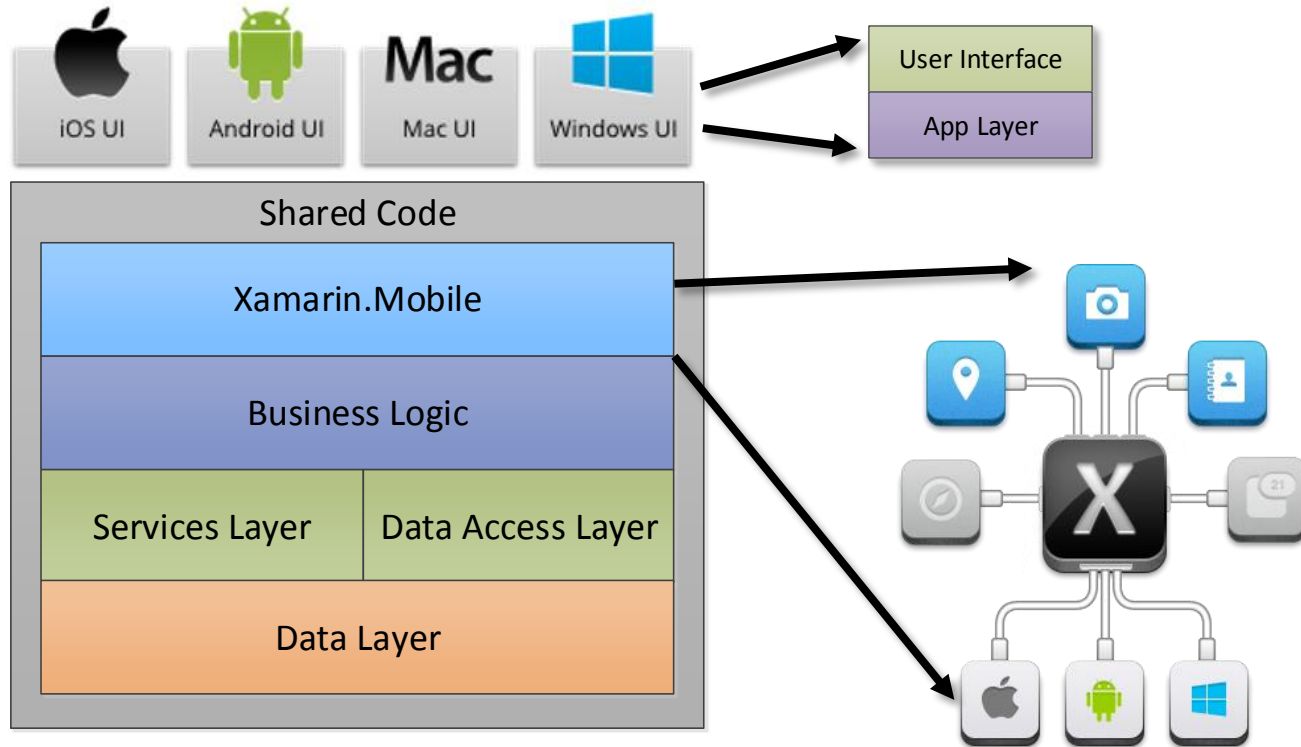 Mac
iOS UI
Android UI
Mac UI
Windows UI
User Interface
App Layer
Shared Code
Xamarin.Mobile
Business Logic
Services Layer
Data Access Layer
Data Layer
21
X